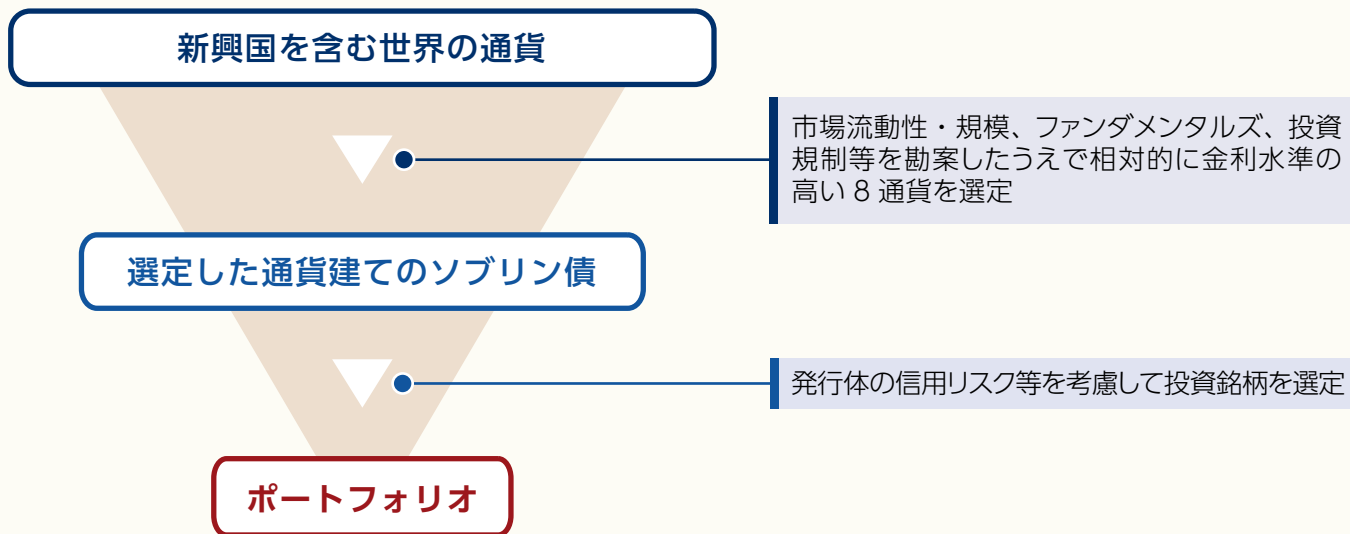 新興国を含む世界の通貨
市場流動性・規模、ファンダメンタルズ、投資
規制等を勘案したうえで相対的に金利水準の
高い 8 通貨を選定
選定した通貨建てのソブリン債
発行体の信用リスク等を考慮して投資銘柄を選定
ポートフォリオ